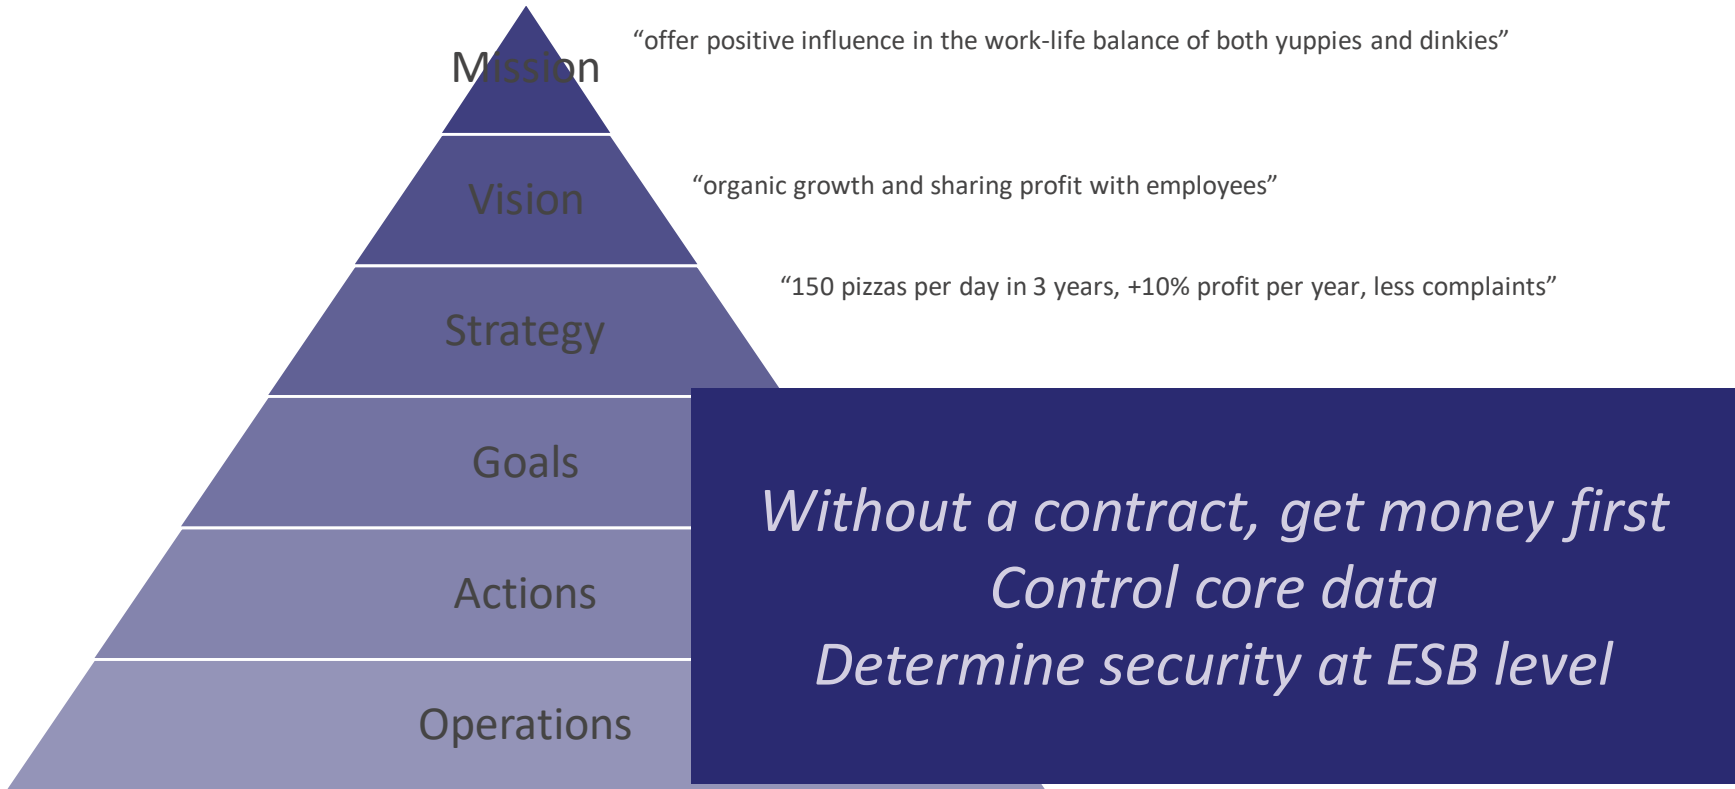 Mission
“offer positive influence in the work-life balance of both yuppies and dinkies”
Vision
“organic growth and sharing profit with employees”
“150 pizzas per day in 3 years, +10% profit per year, less complaints”
Strategy
Goals
Without a contract, get money first
Control core data
Determine security at ESB level
Actions
Operations